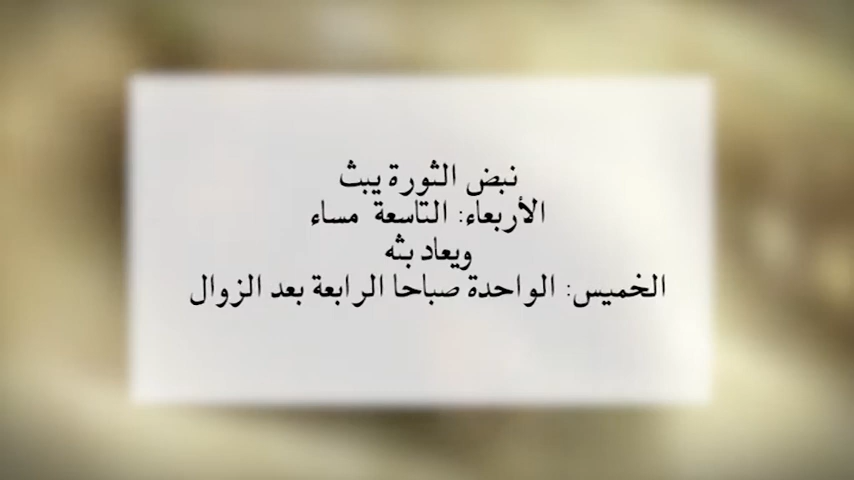 نبض الثورة يبث
الأربعاء: التاسعة مساء
ويعاد بثه
الخميس: الواحدة صباحا الرابعة بعد الزوال